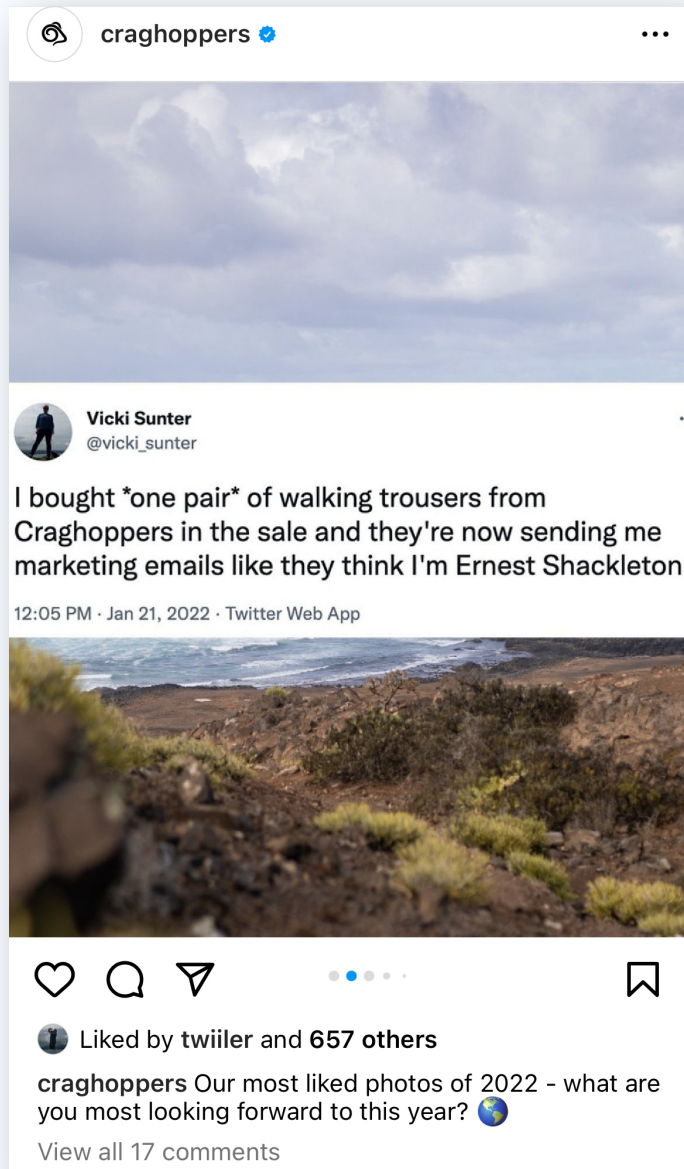 craghoppers
Vicki Sunter
@vicki_sunter
I bought *one pair* of walking trousers from
Craghoppers in the sale and they're now sending me
marketing emails like they think I'm Ernest Shackleton
12:05 PM · Jan 21, 2022 · Twitter Web App
Liked by twiiler and 657 others
craghoppers Our most liked photos of 2022 - what are
you most looking forward to this year? 🌎
View all 17 comments